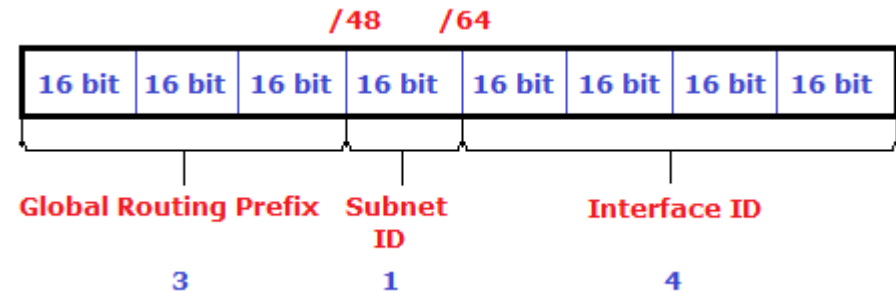 /48 /64
16 bit 16 bit 16 bit 16 bit 16 bit 16 bit 16 bit 16 bit
Global Routing Prefix Subnet ID Interface ID
3 1 4